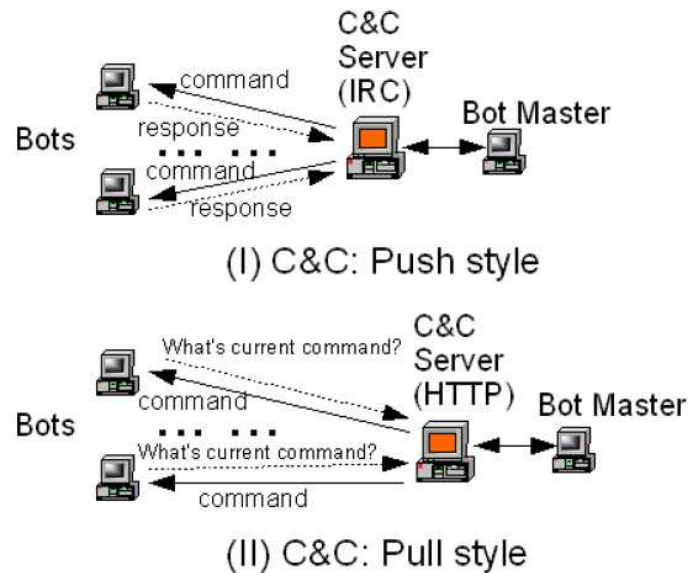 C&C
Server
(IRC)
command
response
Bots
... ...
command
response
Bot Master
(I) C&C: Push style
C&C
Server
(HTTP)
What's current command?
command
Bots
... ...
What's current command?
command
Bot Master
(II) C&C: Pull style